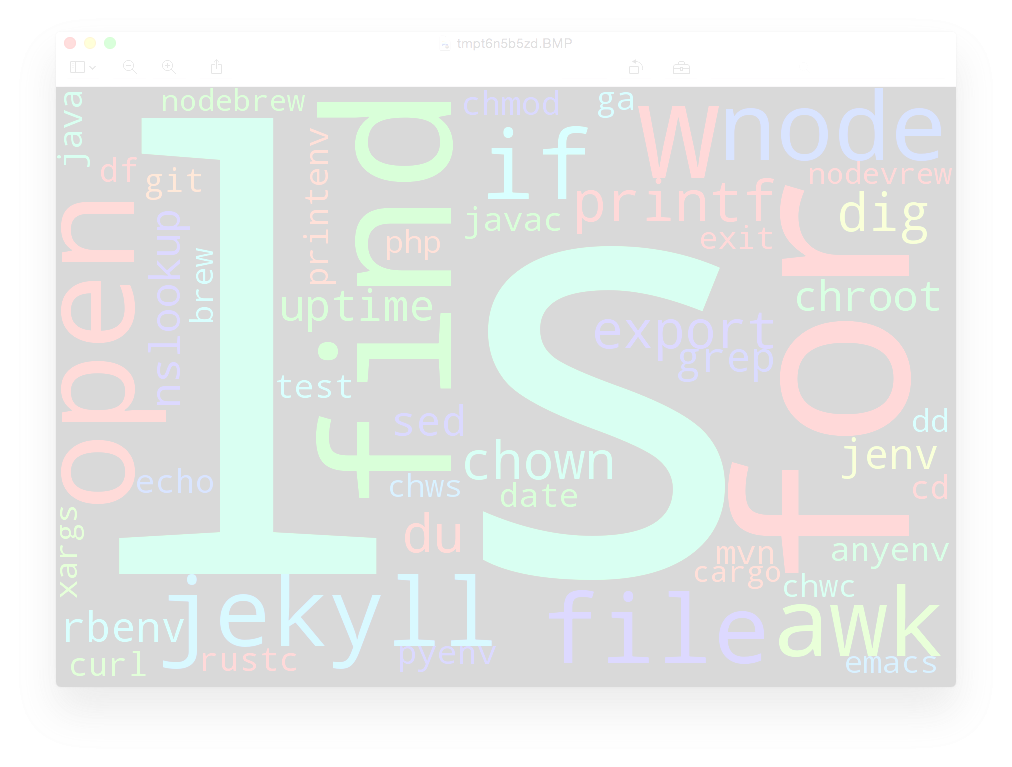 tmpt6n5b5zd.BMP
java
nodebrew
find
chmod
ga
w
node
df
git
printenv
if
printf
nodevrew
dig
open
nslookup
brew
ls
php
javac
exit
for
uptime
export
grep
chroot
test
sed
chown
dd
jenv
echo
chws
date
cd
xargs
du
mvn
cargo
anyenv
chwc
jekyll
file
awk
rbenv
curl
rustc
pyenv
emacs